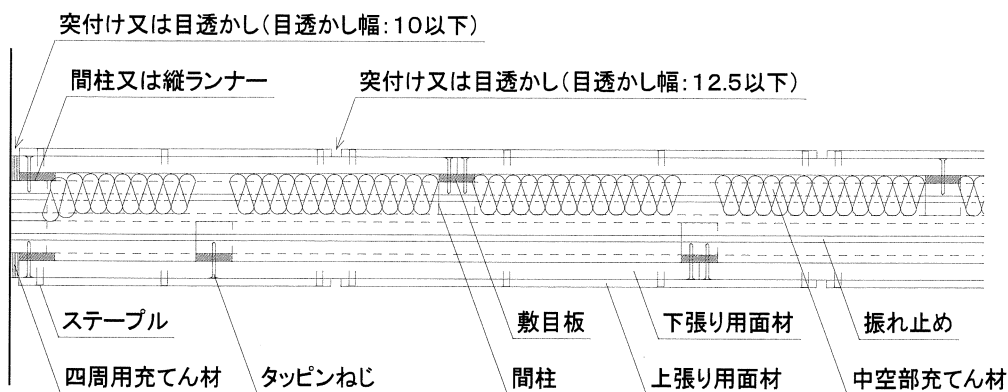 突付け又は目透かし(目透かし幅:10以下)
間柱又は縦ランナー
突付け又は目透かし(目透かし幅:12.5以下)
ステープル
敷目板
下張り用面材
振れ止め
四周用充てん材
タッピンねじ
間柱
上張り用面材
中空部充てん材